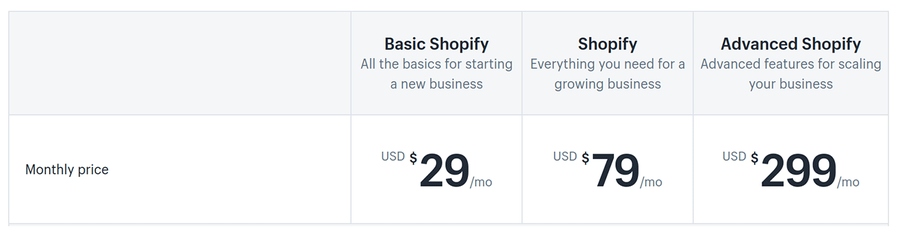 Basic Shopify
All the basics for starting
a new business
Shopify
Everything you need for a
growing business
Advanced Shopify
Advanced features for scaling
your business
Monthly price
USD $29/mo
USD $79/mo
USD $299/mo